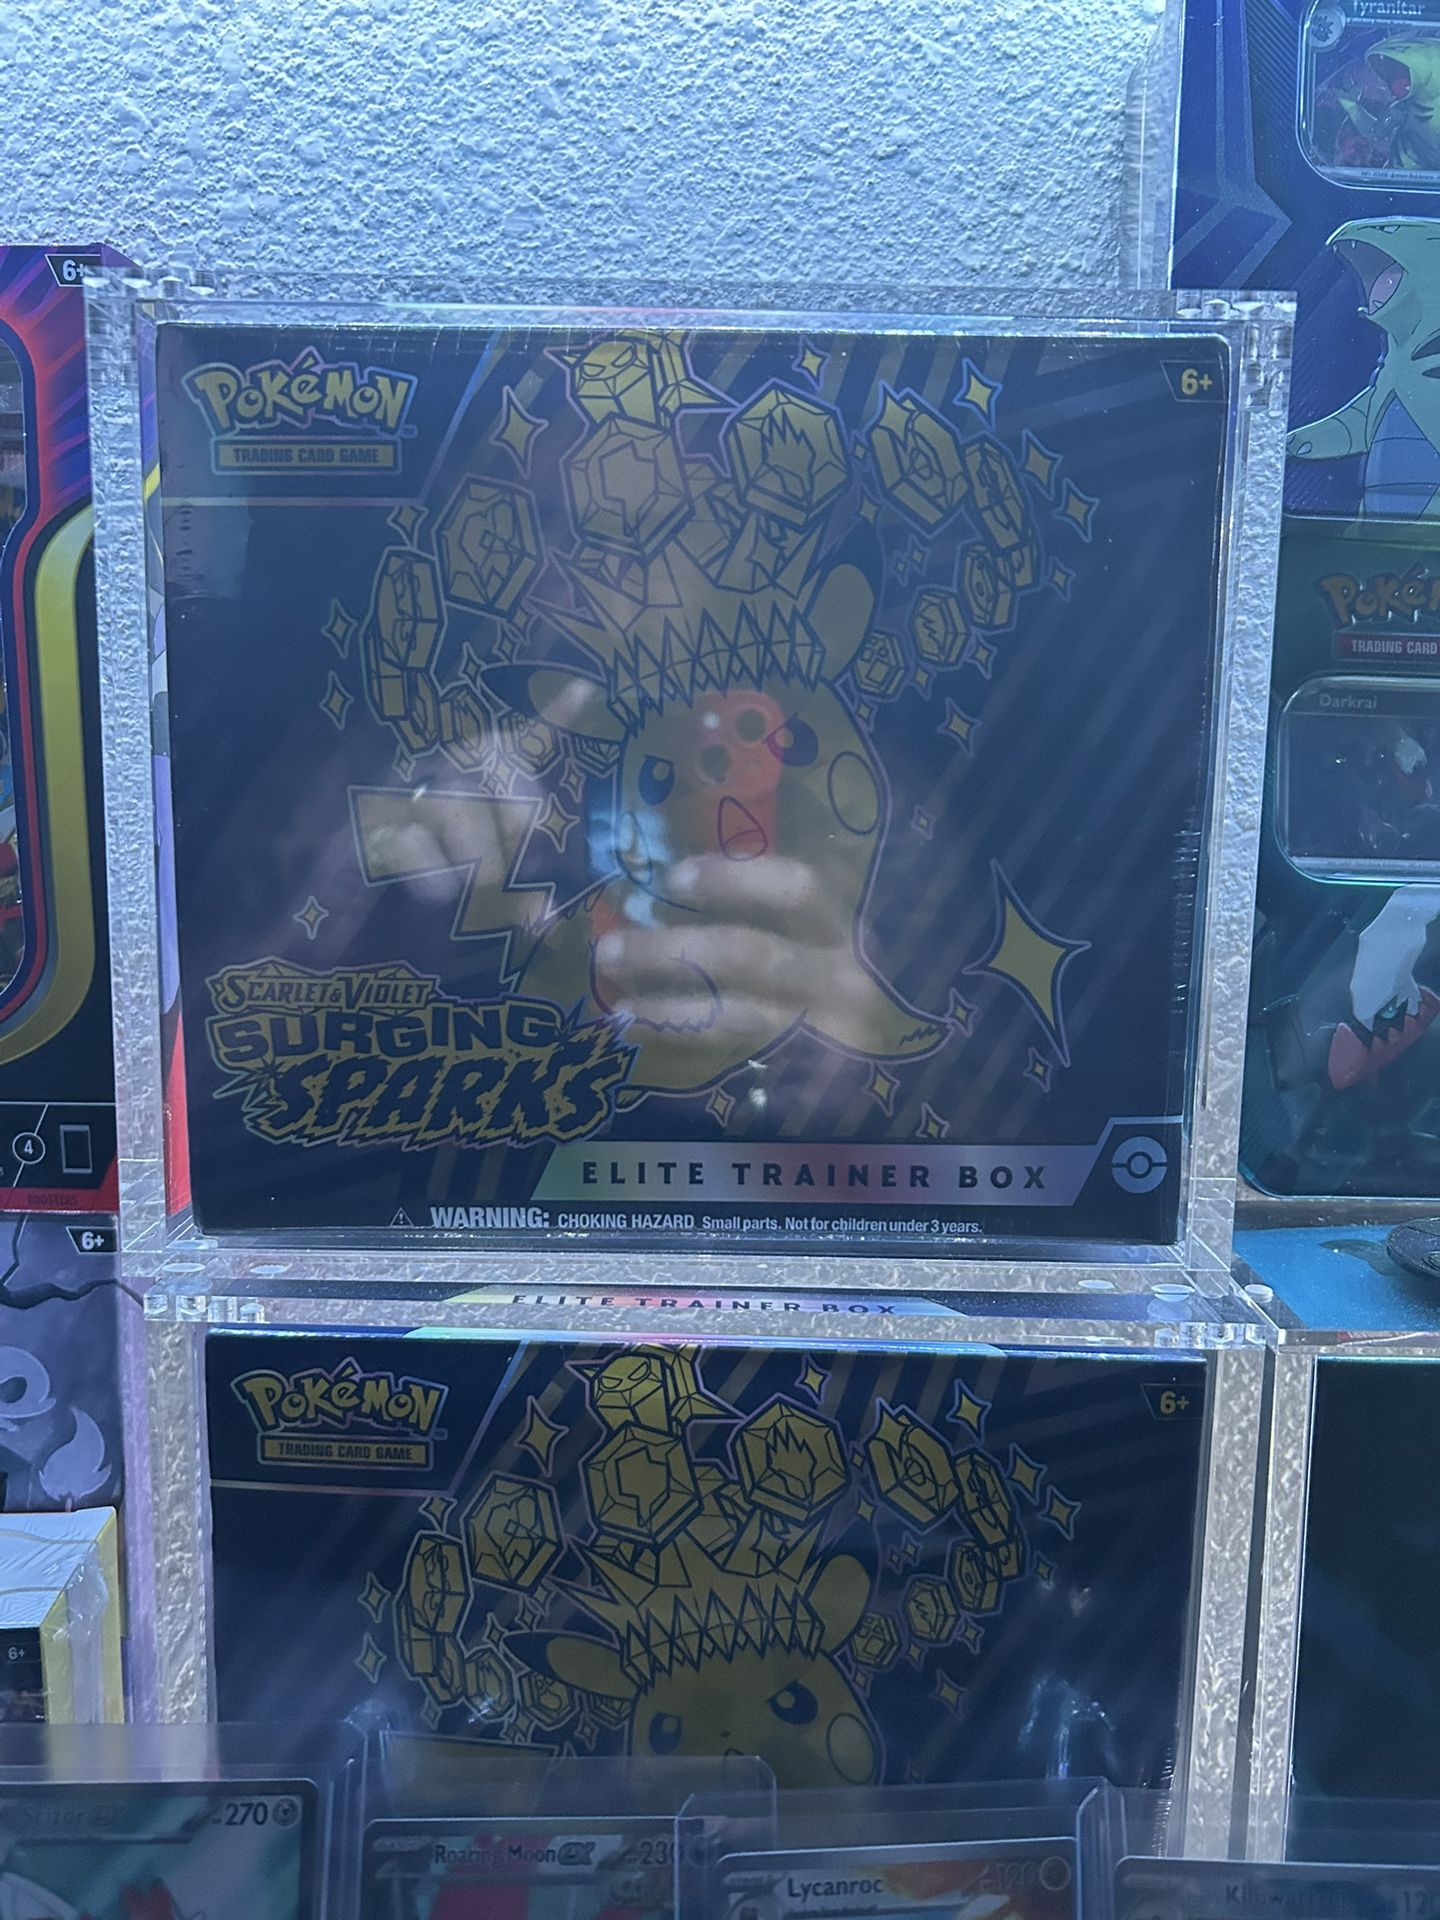 Tyranitar
6+
POKéMON
TRADING CARD GAME
6+
POKé
TRADING CARD
Darkrai
SCARLET & VIOLET
SURGING
SPARKS
ELITE TRAINER BOX
WARNING: CHOKING HAZARD Small parts. Not for children under 3 years.
4
BOOSTERS
6+
ELITE TRAINER BOX
POKéMON
TRADING CARD GAME
6+
6+
Scizor
270
Roaring Moon ex
230
Lycanroc
120